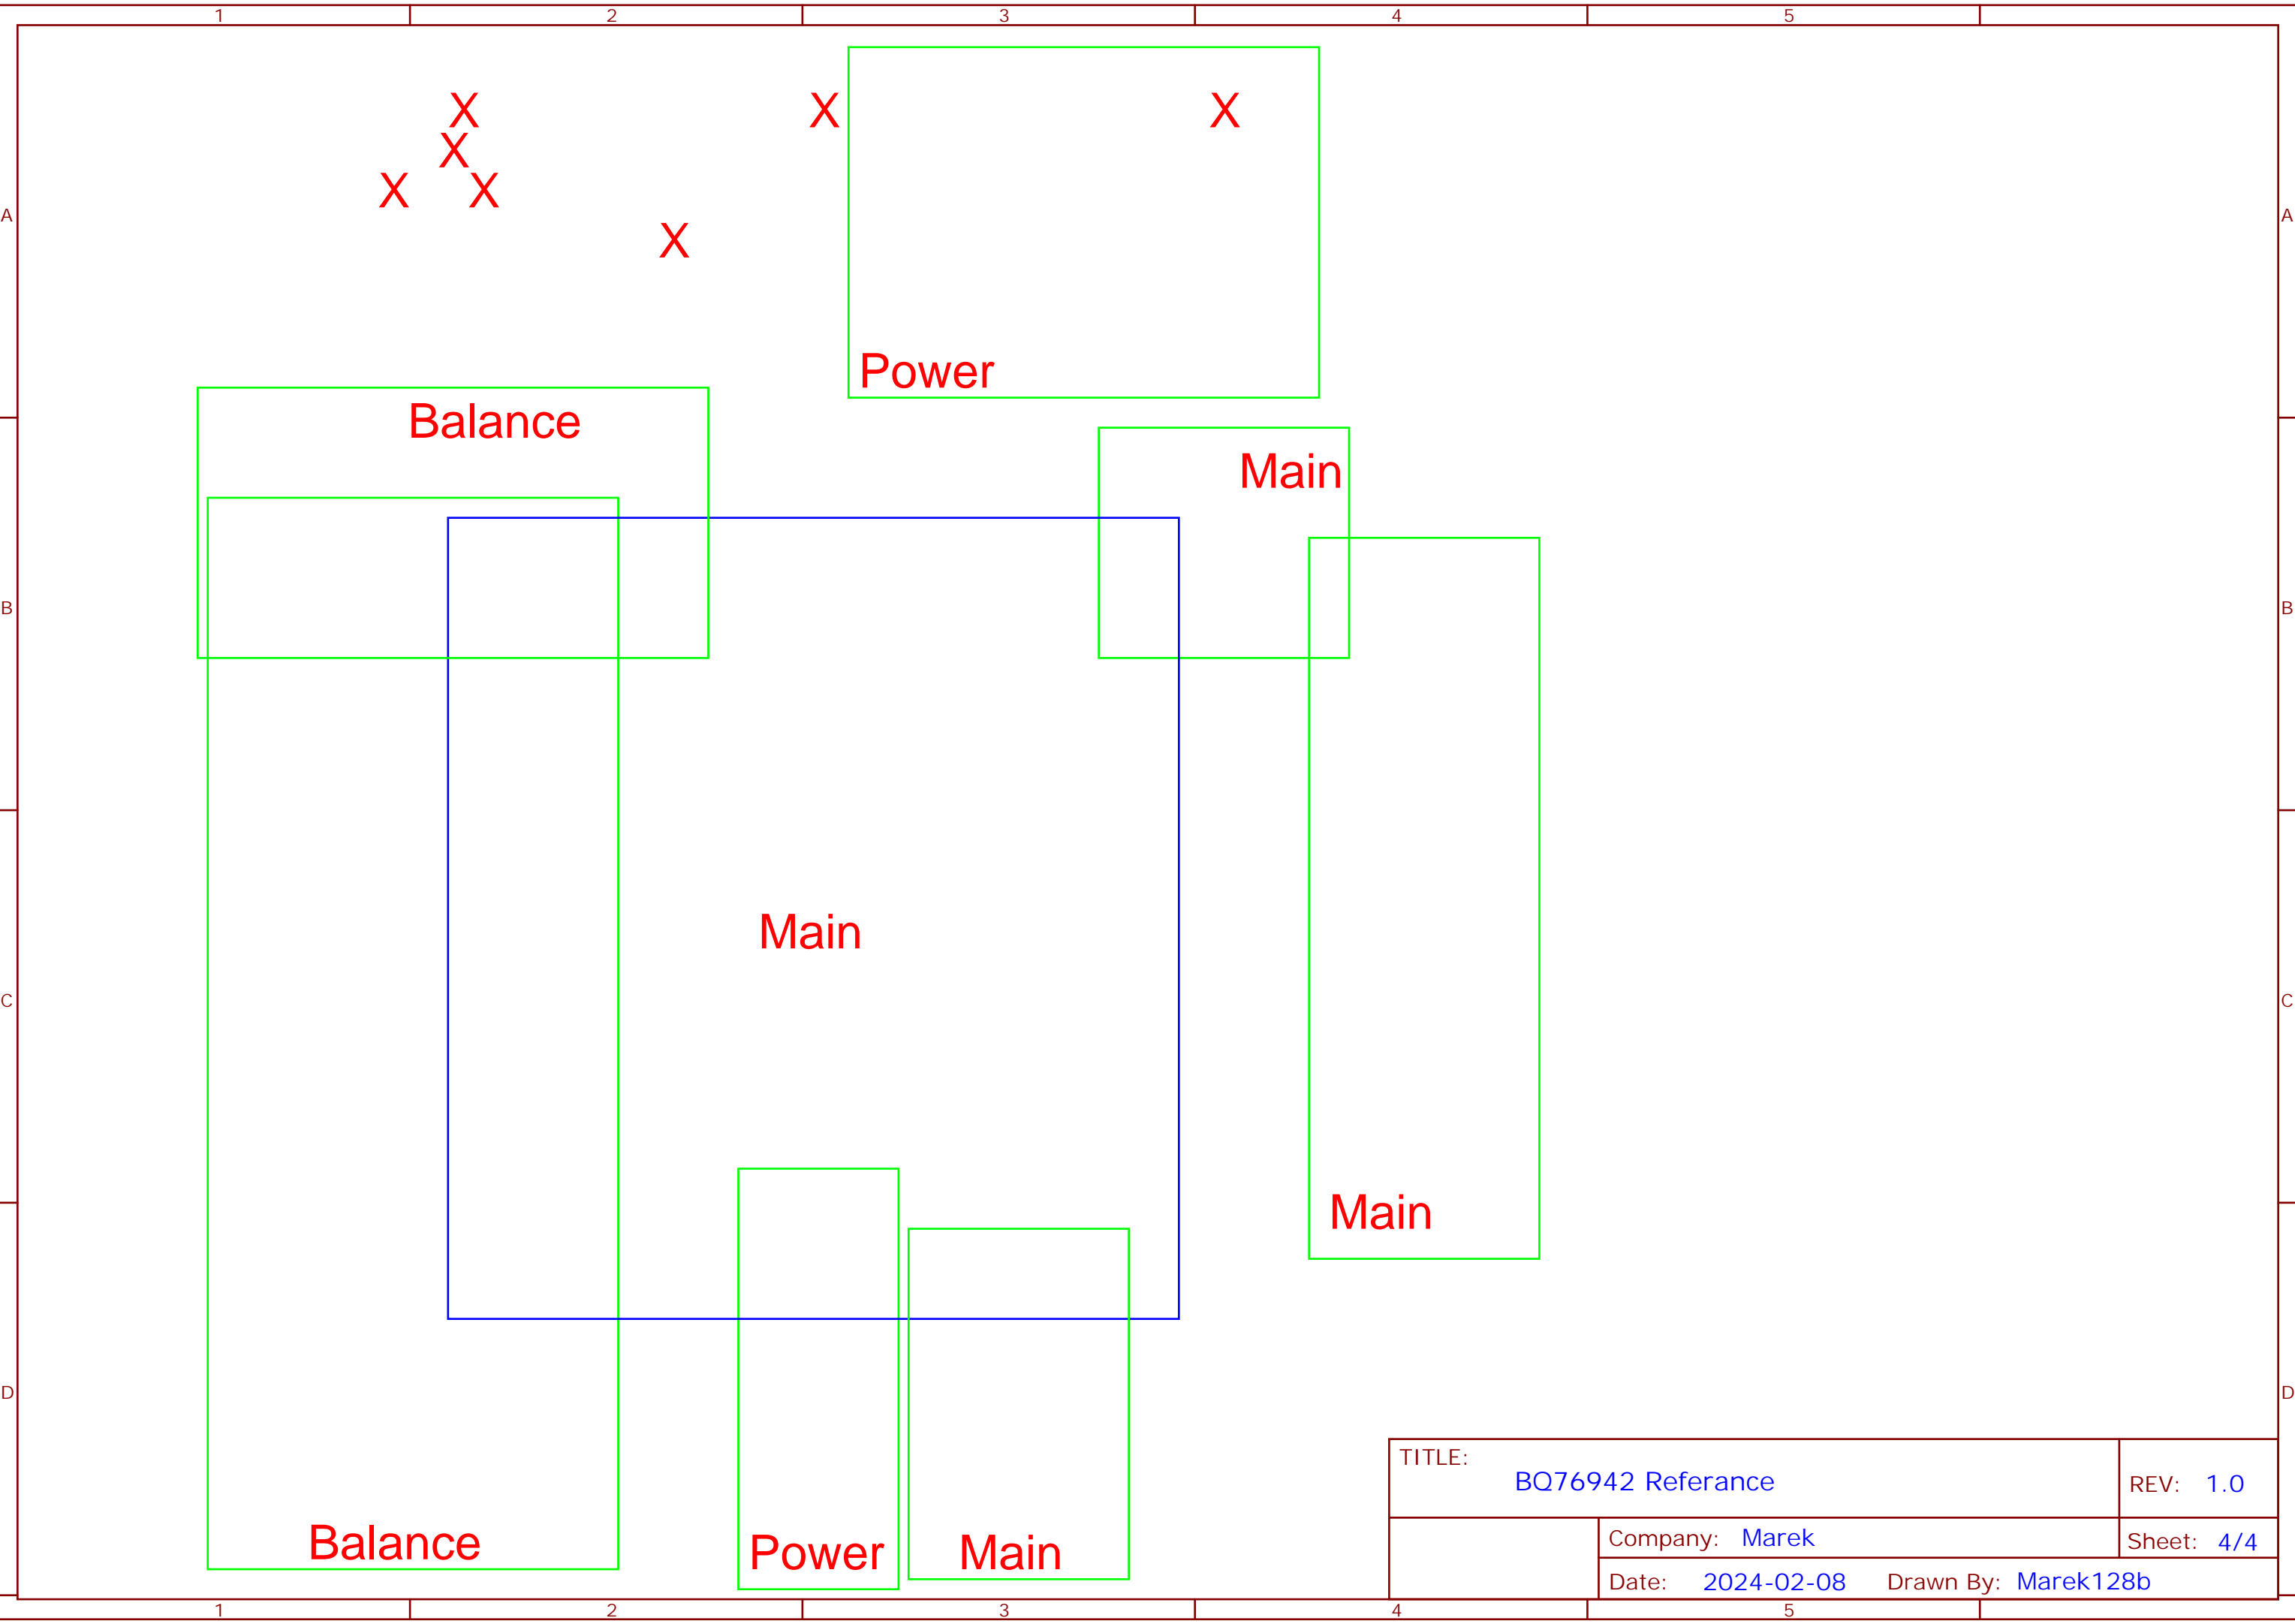 1 2 3 4 5
X X X
X
X X
A A
X
Power
Balance
Main
B B
Main
C C
Main
D D
TITLE:
BQ76942 Referance
REV: 1.0
Company: Marek
Sheet: 4/4
Date: 2024-02-08 Drawn By: Marek128b
Balance
Power Main
1 2 3 4 5